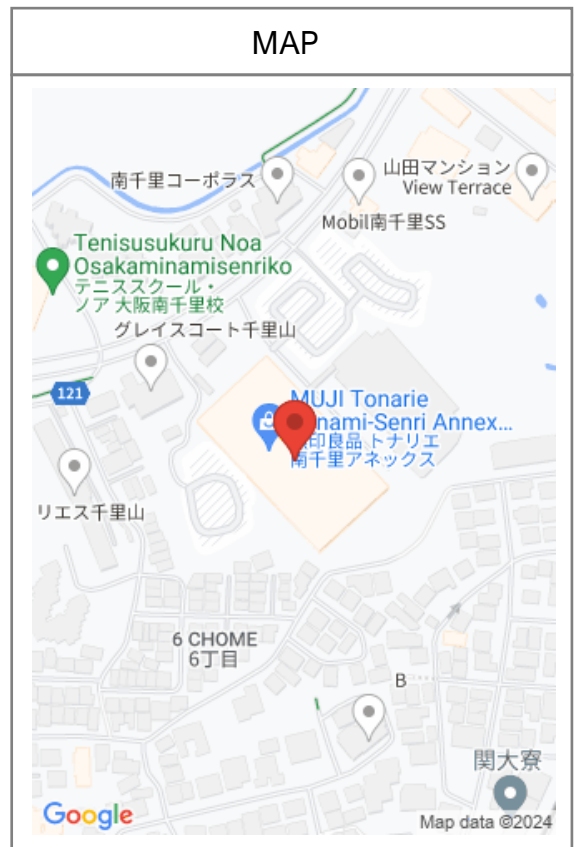 MAP
南千里コーポラス
山田マンション
View Terrace
Mobil南千里SS
Tenisusukuru Noa
Osakaminamisenriko
テニススクール・
ノア 大阪南千里校
グレイスコート千里山
121
MUJI Tonarie
nami-Senri Annex...
印良品 トナリエ
南千里アネックス
リエス千里山
6 CHOME
6丁目
B
関大寮
Google
Map data ©2024